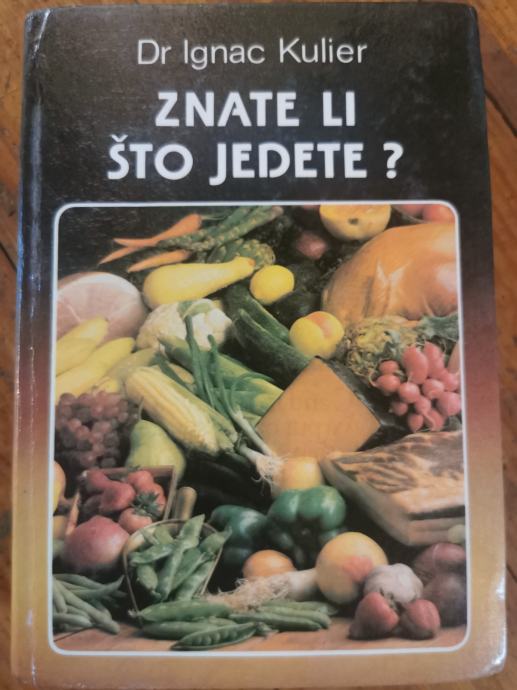 Dr Ignac Kulier
ZNATE LI
ŠTO JEDETE ?